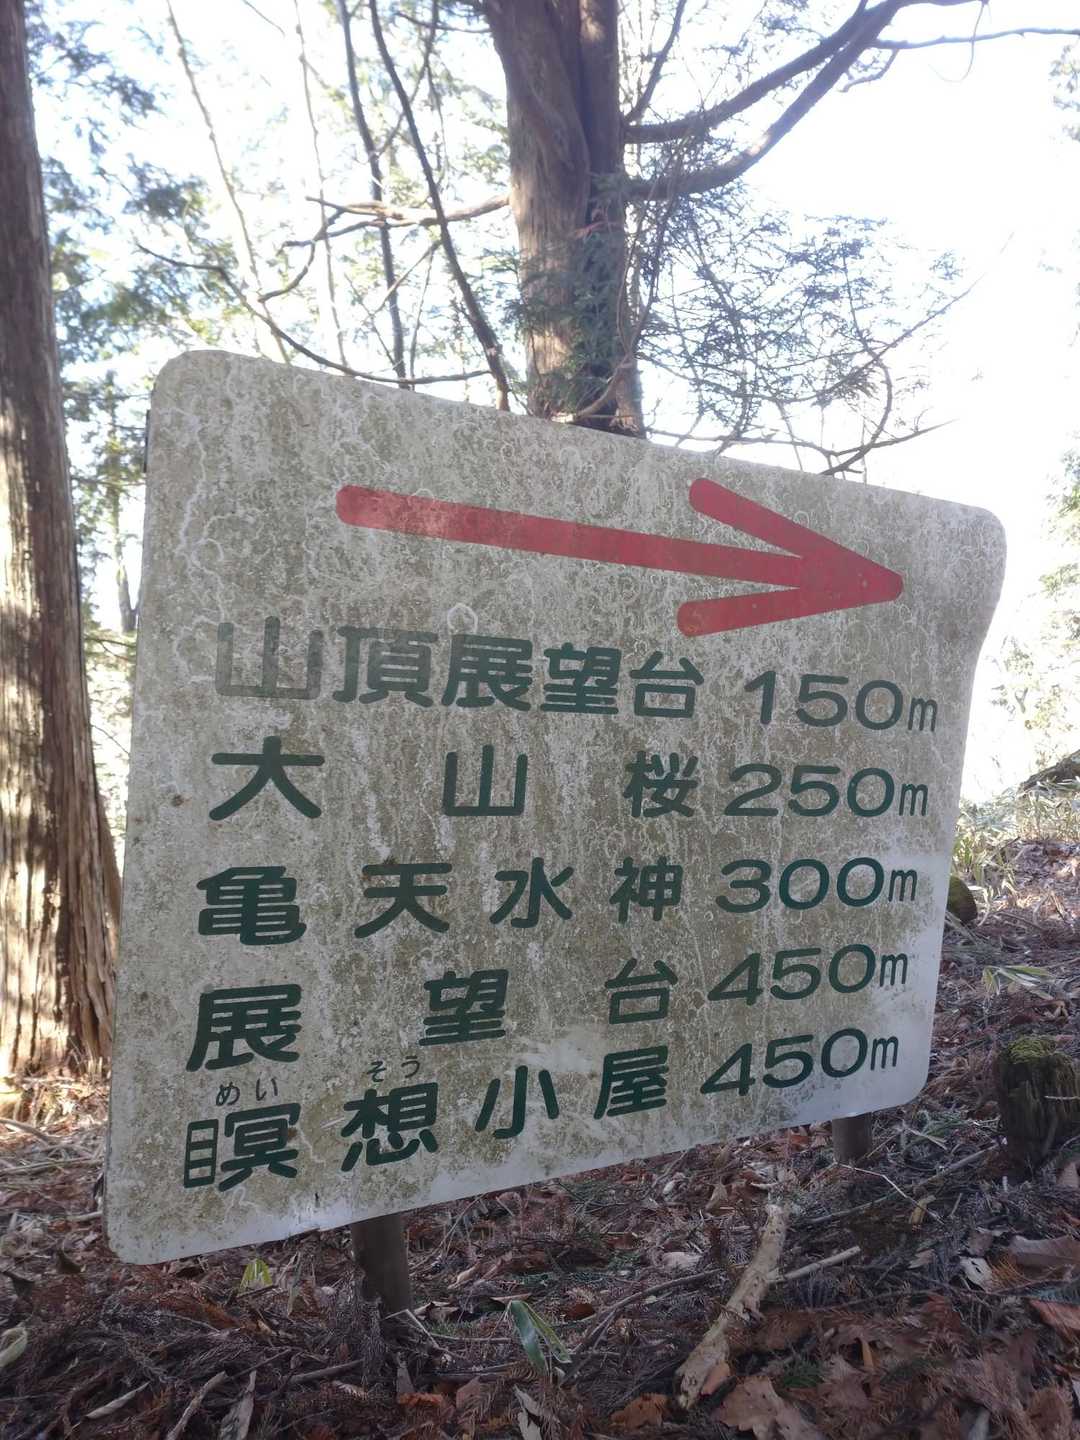 山頂展望台 150m
大山桜 250m
亀天水神 300m
展望台 450m
めいそう
瞑想小屋 450m